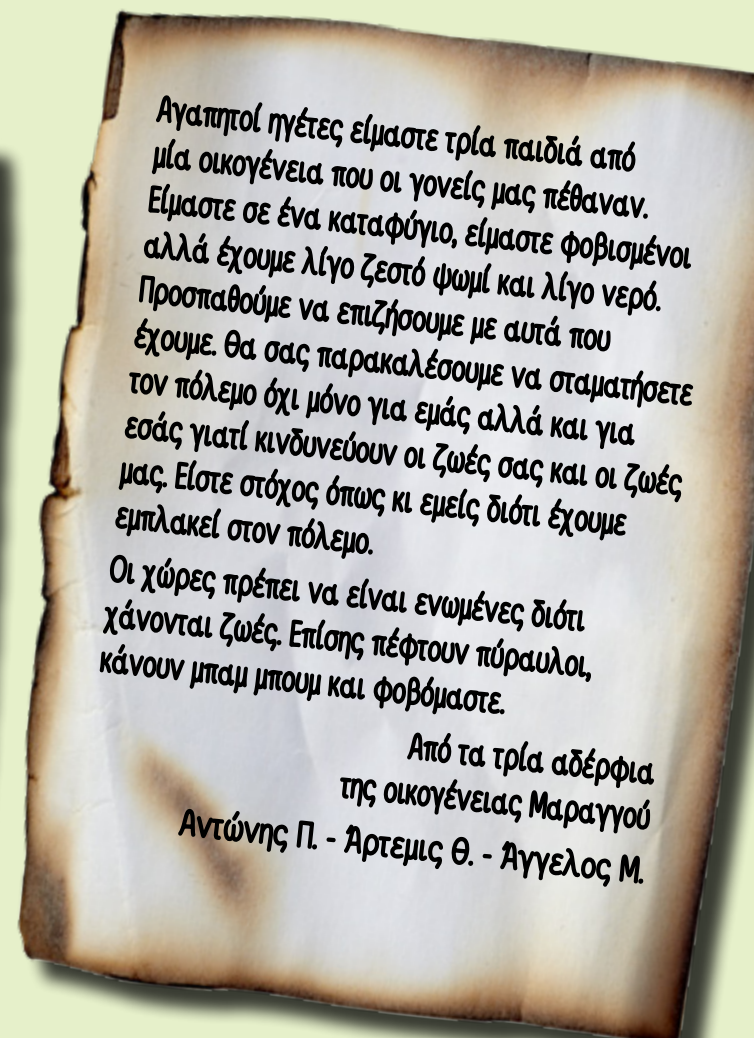 Αγαπητοί ηγέτες είμαστε τρία παιδιά από
μία οικογένεια που οι γονείς μας πέθαναν.
Είμαστε σε ένα καταφύγιο, είμαστε φοβισμένοι
αλλά έχουμε λίγο ζεστό ψωμί και λίγο νερό.
Προσπαθούμε να επιζήσουμε με αυτά που
έχουμε. Θα σας παρακαλέσουμε να σταματήσετε
τον πόλεμο όχι μόνο για εμάς αλλά και για
εσάς γιατί κινδυνεύουν οι ζωές σας και οι ζωές
μας. Είστε στόχος όπως κι εμείς διότι έχουμε
εμπλακεί στον πόλεμο.
Οι χώρες πρέπει να είναι ενωμένες διότι
χάνονται ζωές. Επίσης πέφτουν πύραυλοι,
κάνουν μπαμ μπουμ και φοβόμαστε.
Από τα τρία αδέρφια
της οικογένειας Μαραγγού
Αντώνης Π. - Άρτεμις Θ. - Άγγελος Μ.